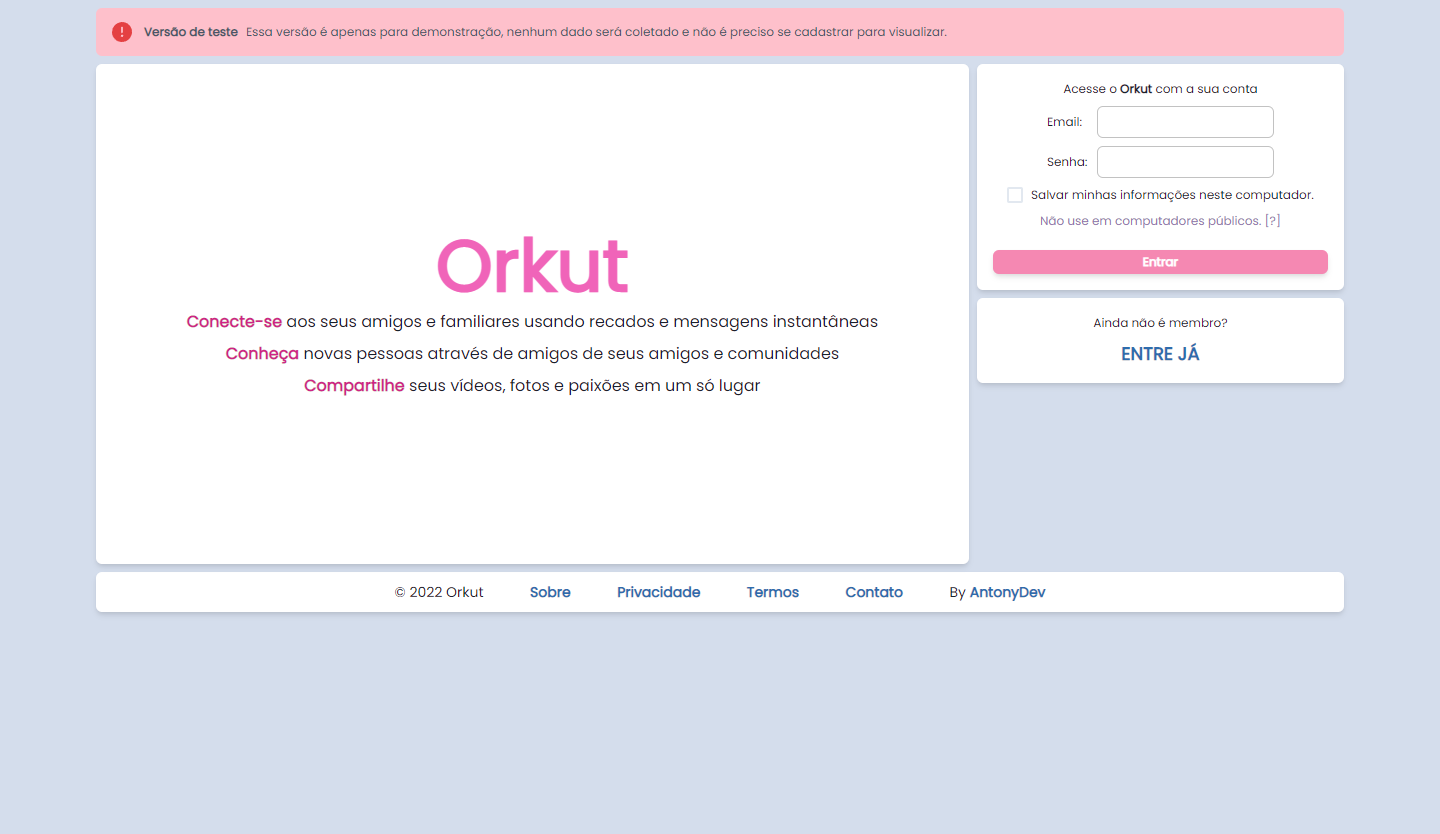 Versão de teste Essa versão é apenas para demonstração, nenhum dado será coletado e não é preciso se cadastrar para visualizar.
Orkut
Conecte-se aos seus amigos e familiares usando recados e mensagens instantâneas
Conheça novas pessoas através de amigos de seus amigos e comunidades
Compartilhe seus vídeos, fotos e paixões em um só lugar
Acesse o Orkut com a sua conta
Email:
Senha:
Salvar minhas informações neste computador.
Não use em computadores públicos. [?]
Entrar
Ainda não é membro?
ENTRE JÁ
© 2022 Orkut Sobre Privacidade Termos Contato By AntonyDev